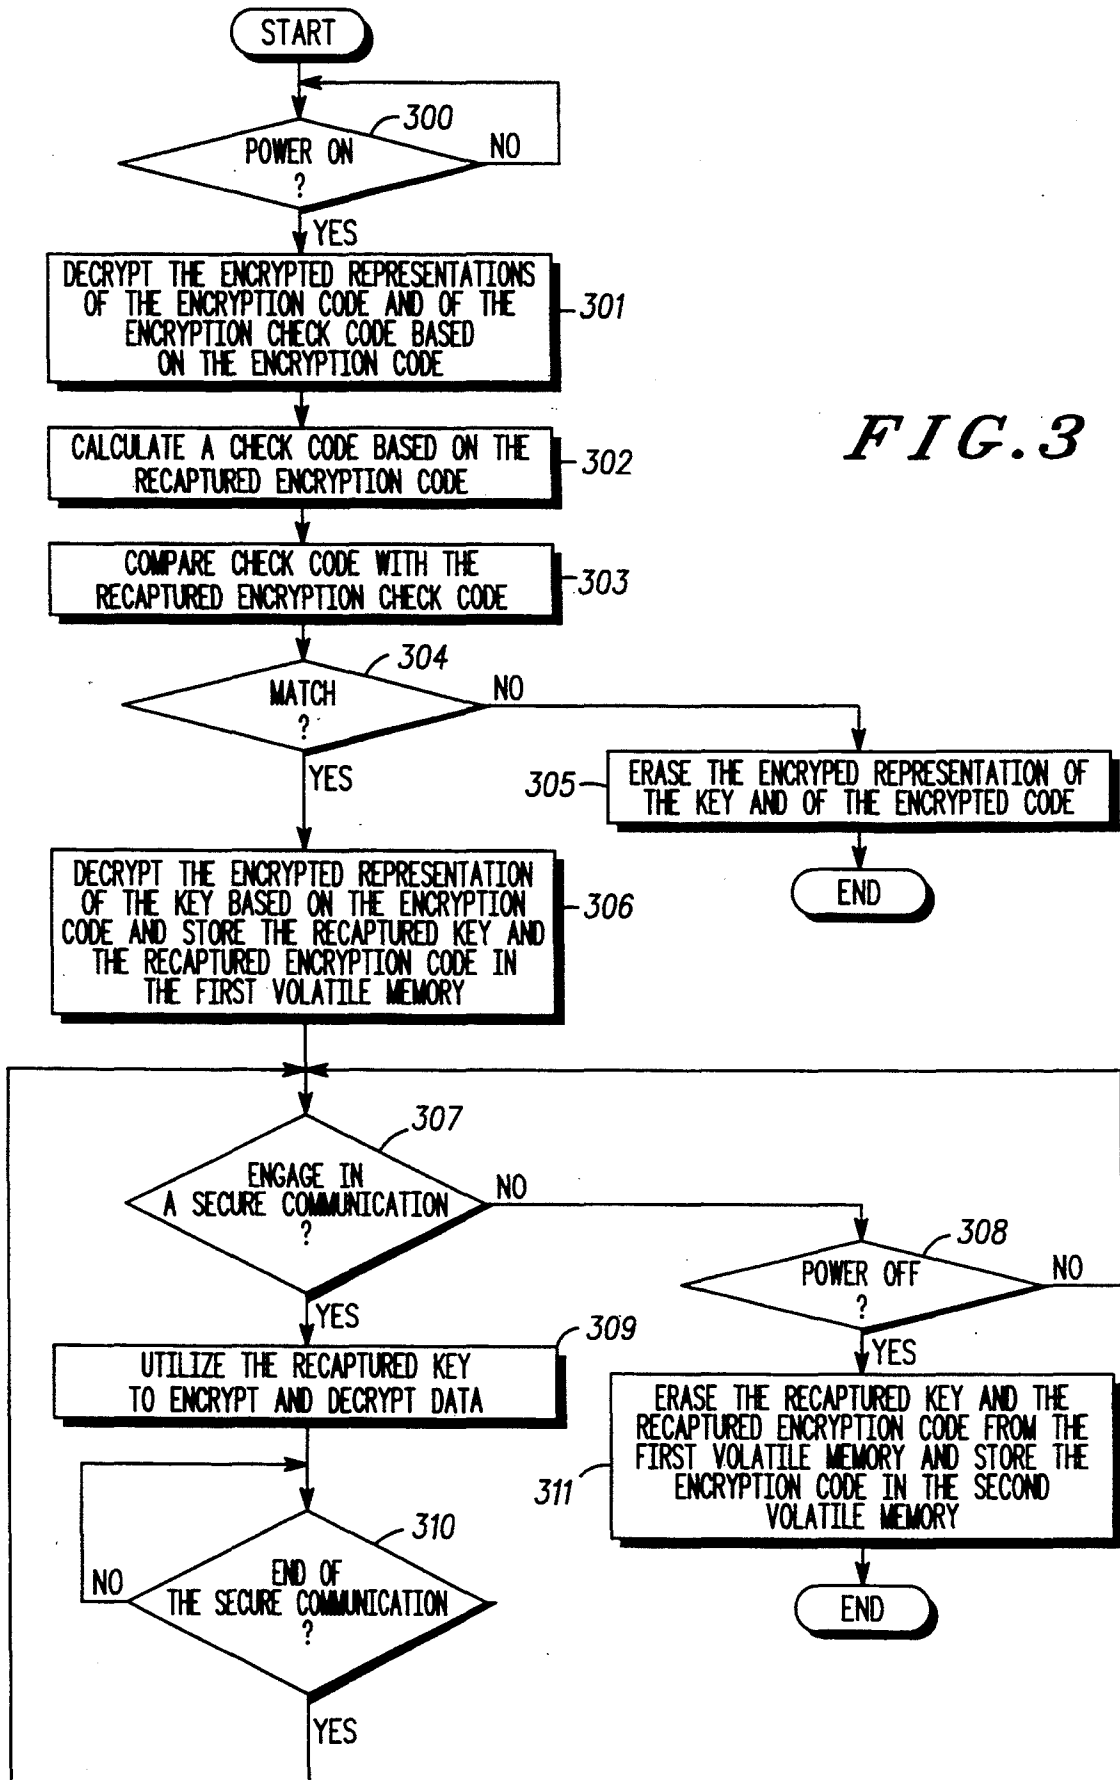 START
300
POWER ON
?
NO
YES
DECRYPT THE ENCRYPTED REPRESENTATIONS
OF THE ENCRYPTION CODE AND OF THE
ENCRYPTION CHECK CODE BASED
ON THE ENCRYPTION CODE
301
FIG.3
CALCULATE A CHECK CODE BASED ON THE
RECAPTURED ENCRYPTION CODE
302
COMPARE CHECK CODE WITH THE
RECAPTURED ENCRYPTION CHECK CODE
303
304
MATCH
?
NO
YES
305
ERASE THE ENCRYPED REPRESENTATION OF
THE KEY AND OF THE ENCRYPTED CODE
END
DECRYPT THE ENCRYPTED REPRESENTATION
OF THE KEY BASED ON THE ENCRYPTION
CODE AND STORE THE RECAPTURED KEY AND
THE RECAPTURED ENCRYPTION CODE IN
THE FIRST VOLATILE MEMORY
306
307
ENGAGE IN
A SECURE COMMUNICATION
?
NO
YES
308
POWER OFF
?
NO
YES
309
UTILIZE THE RECAPTURED KEY
TO ENCRYPT AND DECRYPT DATA
ERASE THE RECAPTURED KEY AND THE
RECAPTURED ENCRYPTION CODE FROM THE
FIRST VOLATILE MEMORY AND STORE THE
ENCRYPTION CODE IN THE SECOND
VOLATILE MEMORY
311
310
END OF
THE SECURE COMMUNICATION
?
NO
YES
END